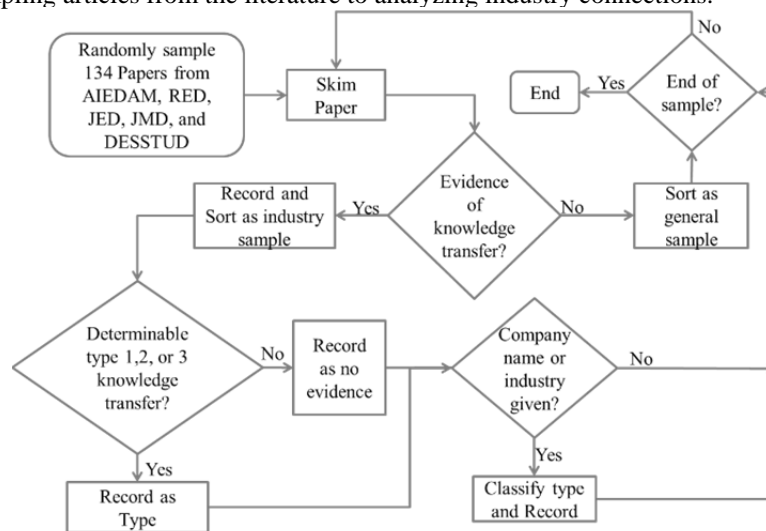 pling articles from the literature to analyzing industry connections.
Randomly sample
134 Papers from
AIEDAM, RED,
JED, JMD, and
DESSTUD
Skim
Paper
End
Yes
End of
sample?
No
Record and
Sort as industry
sample
Yes
Evidence
of
knowledge
transfer?
No
Sort as
general
sample
Determinable
type 1,2, or 3
knowledge
transfer?
No
Record
as no
evidence
Company
name or
industry
given?
No
Yes
Record as
Type
Yes
Classify type
and Record